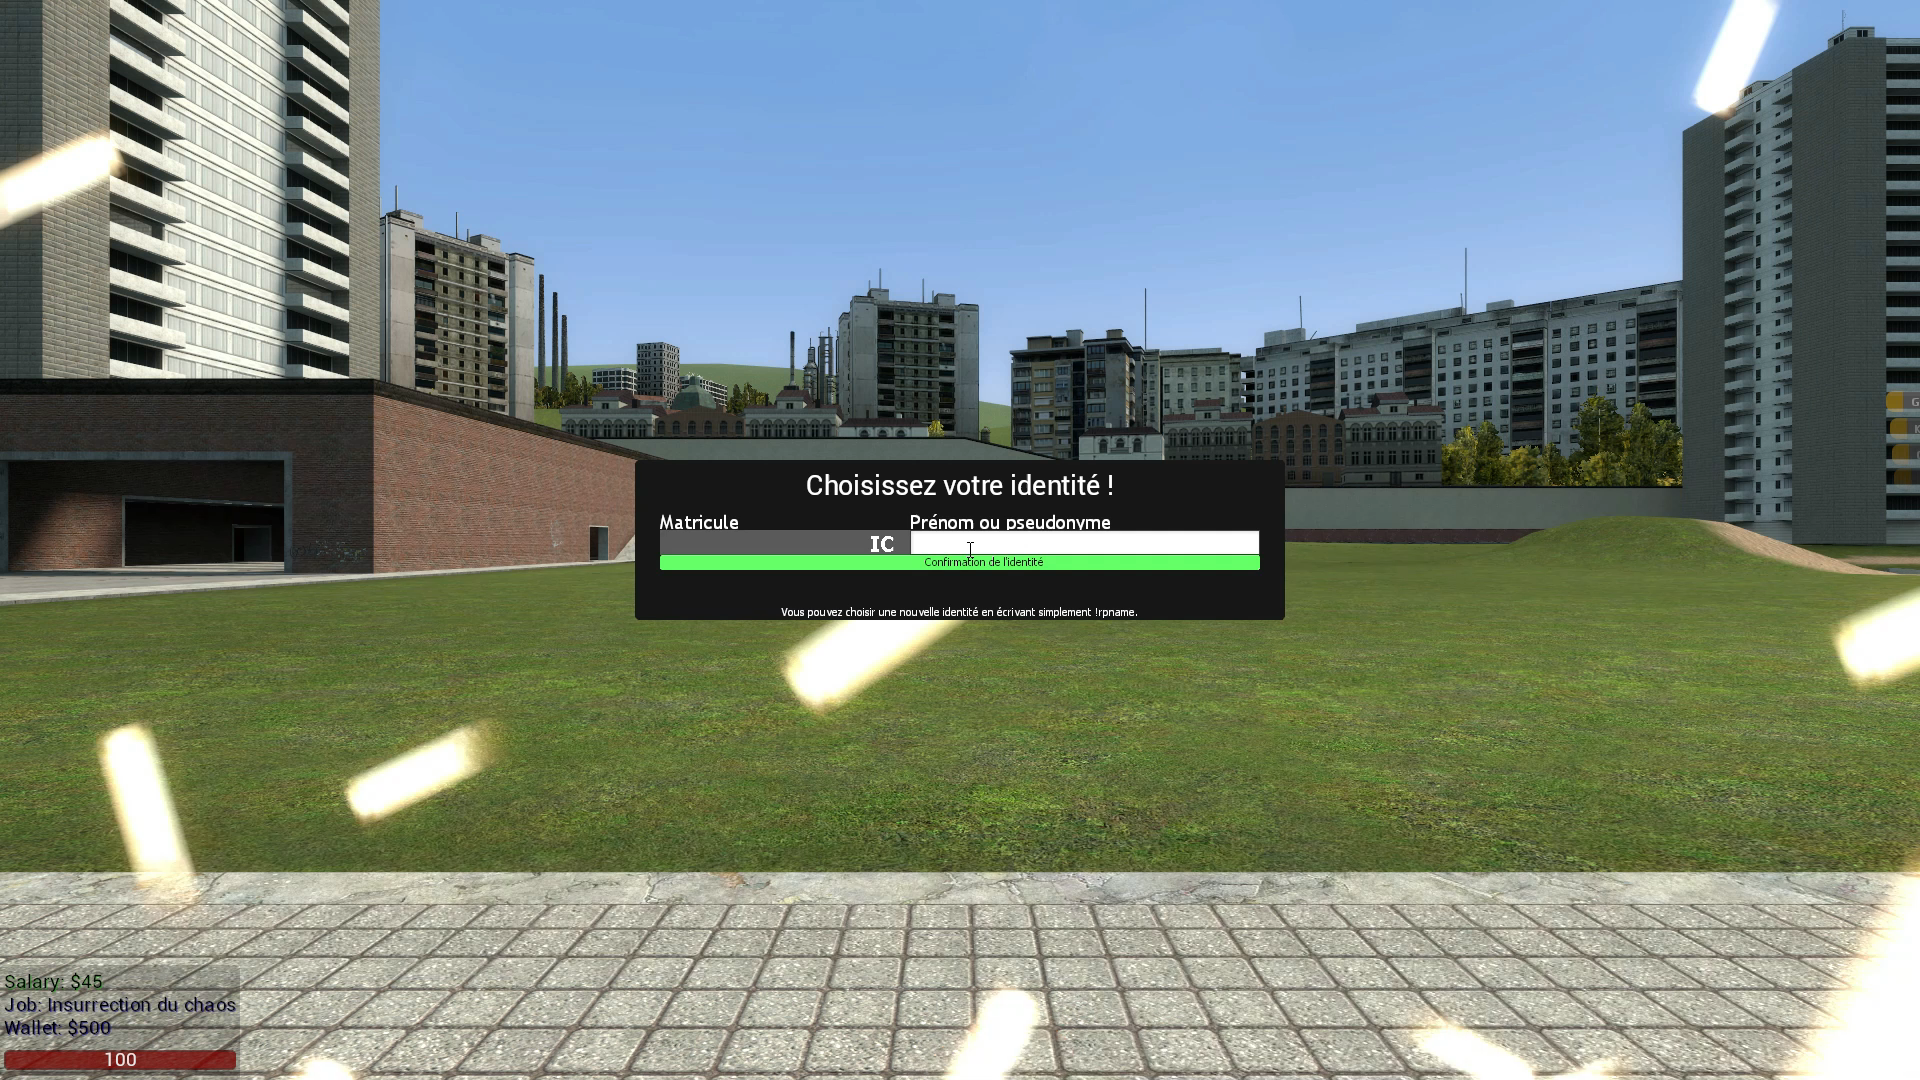 Choisissez votre identité !
Matricule
Prénom ou pseudonyme
IC
Confirmation de l'identité
Vous pouvez choisir une nouvelle identité en écrivant simplement !rpname.
G
K
Salary: $45
Job: Insurrection du chaos
Wallet: $500
100